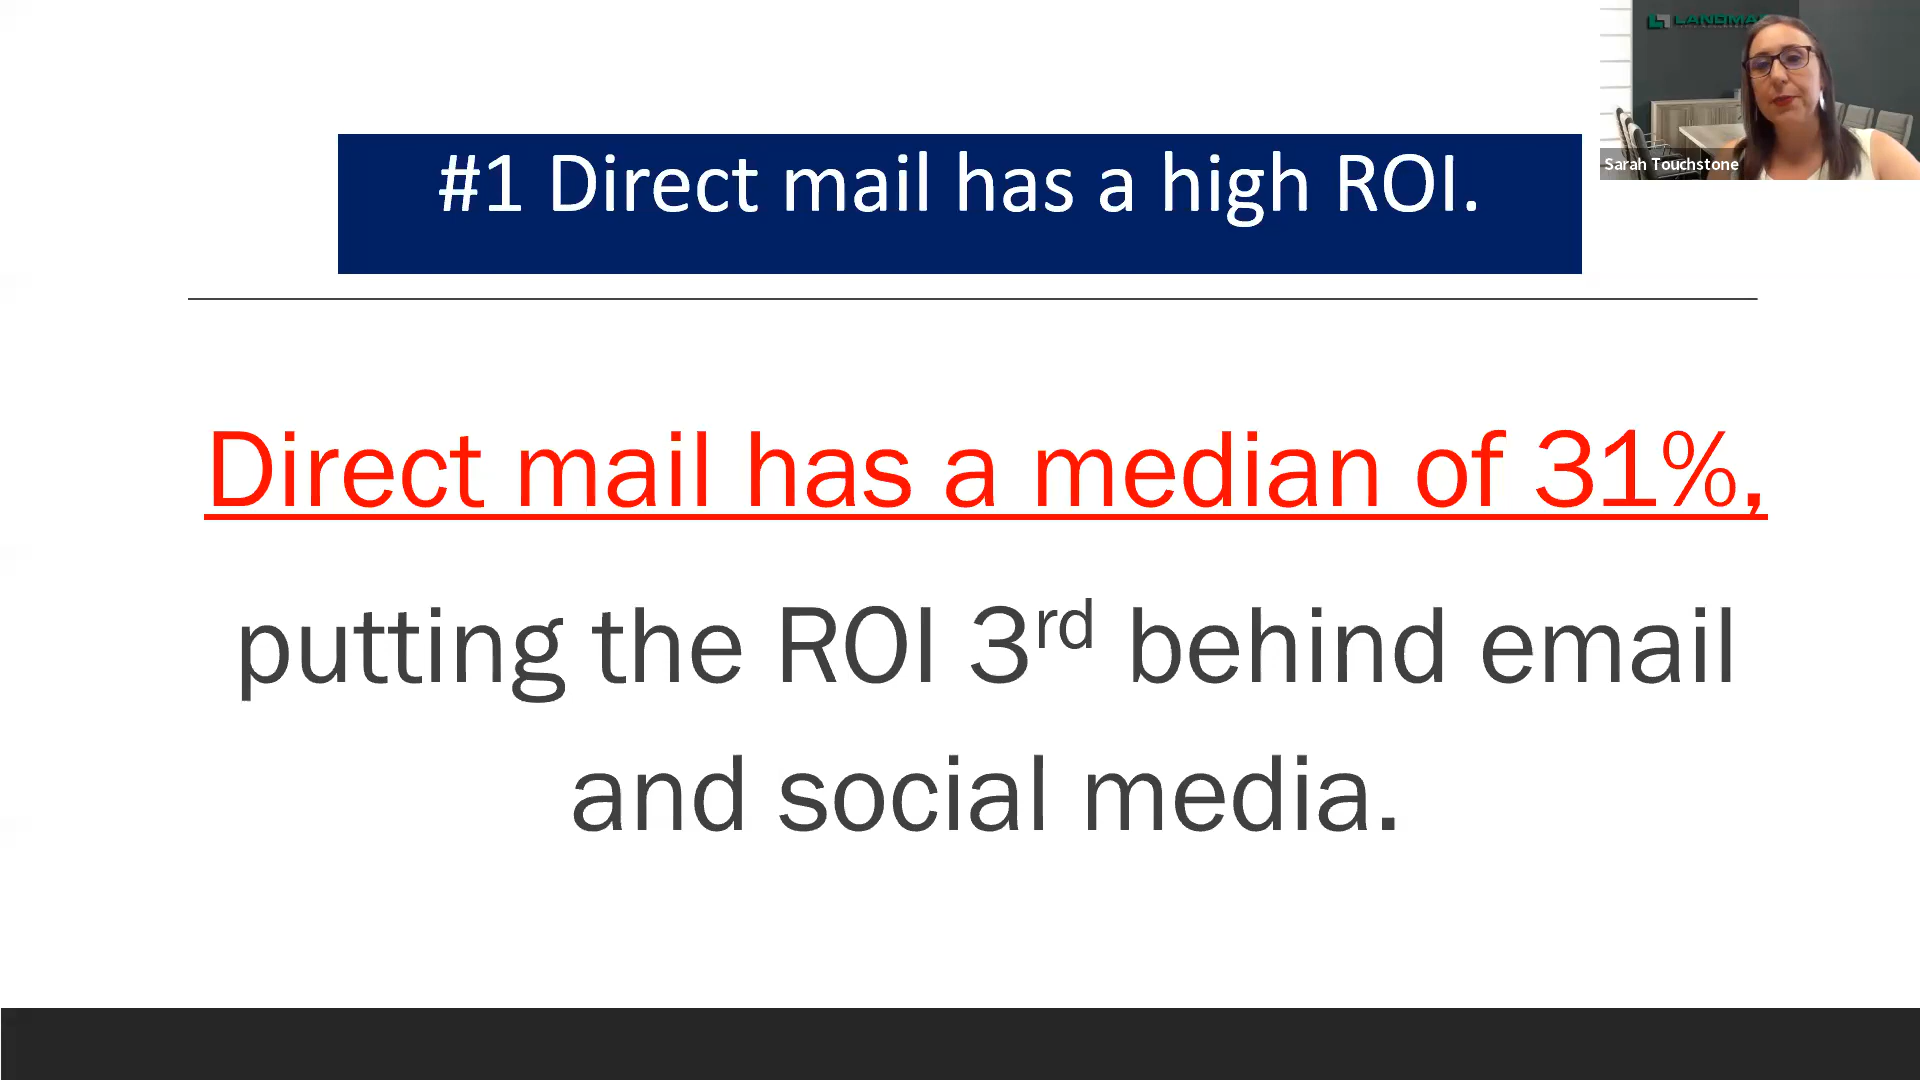 #1 Direct mail has a high ROI.
Direct mail has a median of 31%,
putting the ROI 3rd behind email
and social media.
Sarah Touchstone